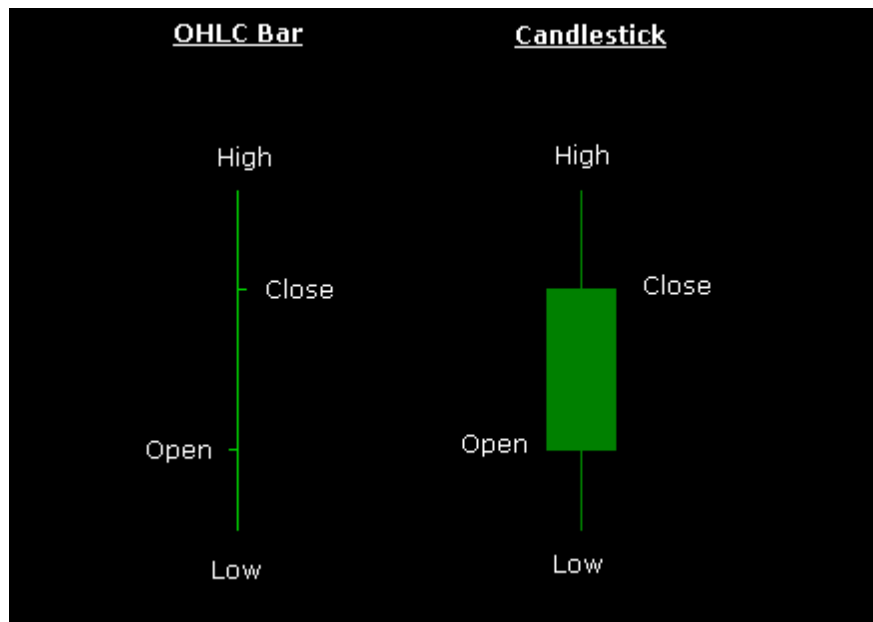 OHLC Bar
Candlestick
High
High
Close
Close
Open
Open
Low
Low